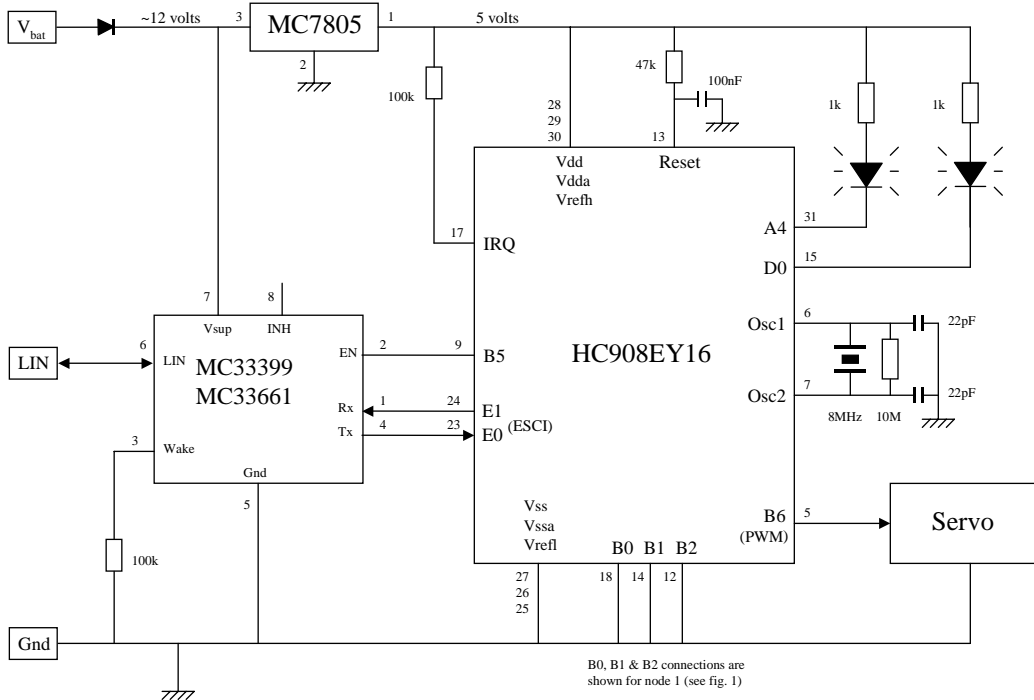 V bat
~12 volts
3
MC7805
1
5 volts
2
100k
28
29
30
47k
100nF
13
1k
1k
Vdd
Vdda
Vrefh
Reset
17
IRQ
A4
31
D0
15
7
8
Vsup
INH
LIN
6
LIN
MC33399
MC33661
EN
2
9
B5
HC908EY16
Osc1
6
22pF
Osc2
7
22pF
8MHz
10M
Rx
1
24
E1
(ESCI)
Tx
4
23
E0
3
Wake
Gnd
5
Vss
Vssa
Vrefl
B0
B1
B2
B6
(PWM)
5
Servo
100k
27
26
25
18
14
12
Gnd
B0, B1 & B2 connections are
shown for node 1 (see fig. 1)